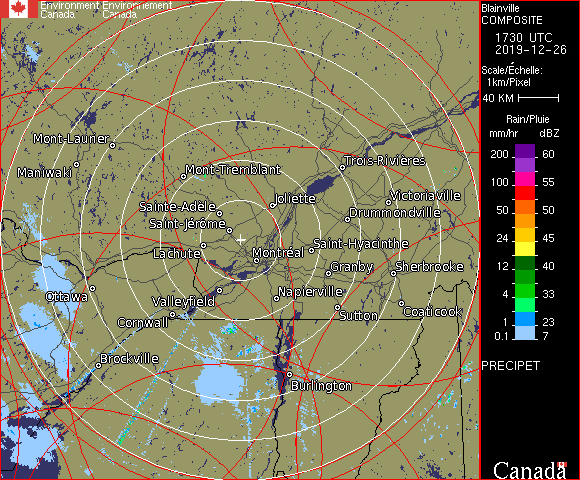 Environment Environnement
Canada Canada
Blainville
COMPOSITE
1730 UTC
2019-12-26
Scale/Échelle:
1km/Pixel
40 KM
Rain/Pluie
mm/hr dBZ
200 60
100 55
50 50
24 45
12 40
4 33
1 23
0.1 7
PRECIPET
Canada
Mont-Laurier
Maniwaki
Mont-Tremblant
Trois-Rivières
Joliette
Victoriaville
Sainte-Adèle
Drummondville
Saint-Jérôme
Saint-Hyacinthe
Lachute
Montréal
Granby
Sherbrooke
Ottawa
Valleyfield
Napierville
Cornwall
Sutton
Coaticook
Brockville
Burlington